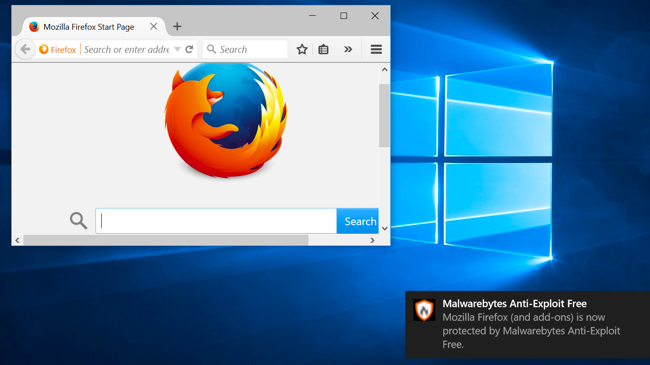 Mozilla Firefox Start Page
Firefox
Search or enter addre
Search
Search
Malwarebytes Anti-Exploit Free
Mozilla Firefox (and add-ons) is now
protected by Malwarebytes Anti-Exploit
Free.